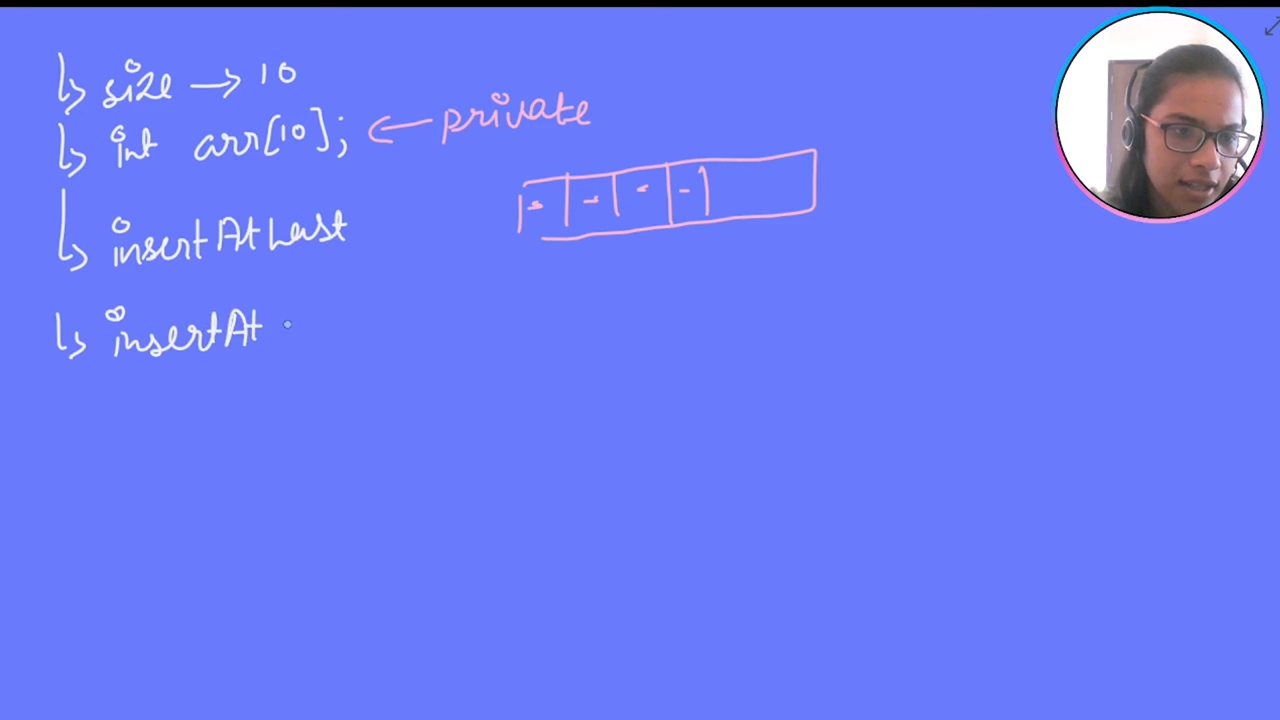 ↳ size → 10
↳ int arr[10]; ← private
↳ insertAtLast
↳ insertAt